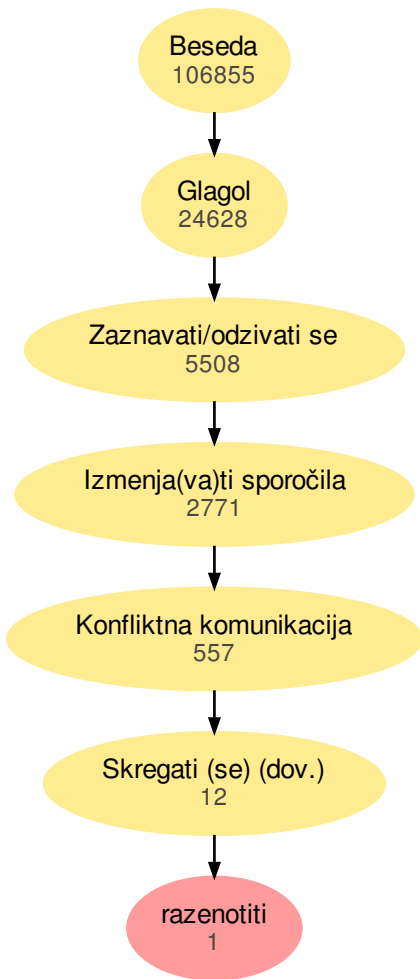 Beseda
106855
Glagol
24628
Zaznavati/odzivati se
5508
Izmenja(va)ti sporočila
2771
Konfliktna komunikacija
557
Skregati (se) (dov.)
12
razenotiti
1